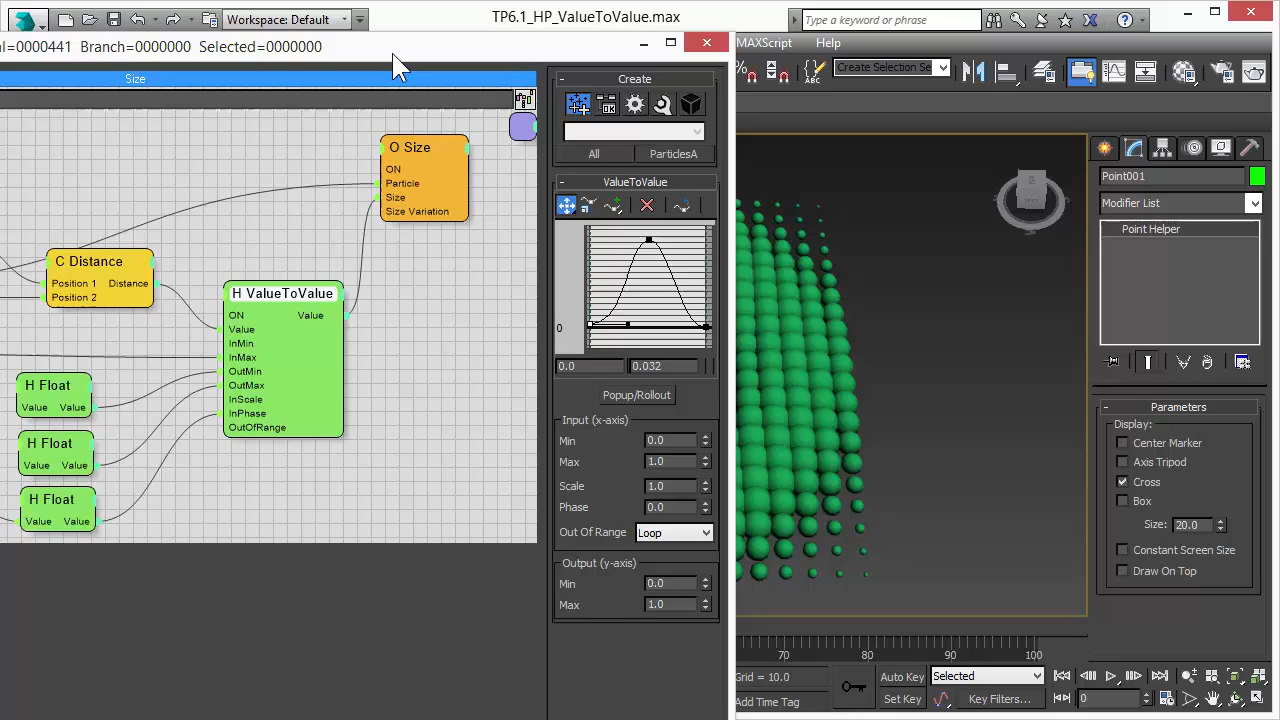 Workspace: Default
TP6.1_HP_ValueToValue.max
Type a keyword or phrase
al=0000441 Branch=0000000 Selected=0000000
MAXScript Help
Create Selection Se
Size
Create
All ParticlesA
ValueToValue
0
0.0 0.032
Popup/Rollout
Input (x-axis)
Min 0.0
Max 1.0
Scale 1.0
Phase 0.0
Out Of Range Loop
Output (y-axis)
Min 0.0
Max 1.0
O Size
ON
Particle
Size
Size Variation
C Distance
Position 1 Distance
Position 2
H ValueToValue
ON Value
Value
InMin
InMax
OutMin
OutMax
InScale
InPhase
OutOfRange
H Float
Value Value
H Float
Value Value
H Float
Value Value
Point001
Modifier List
Point Helper
Parameters
Display:
Center Marker
Axis Tripod
Cross
Box
Size: 20.0
Constant Screen Size
Draw On Top
70 80 90 100
Grid = 10.0
Add Time Tag
Auto Key Selected
Set Key Key Filters...
0